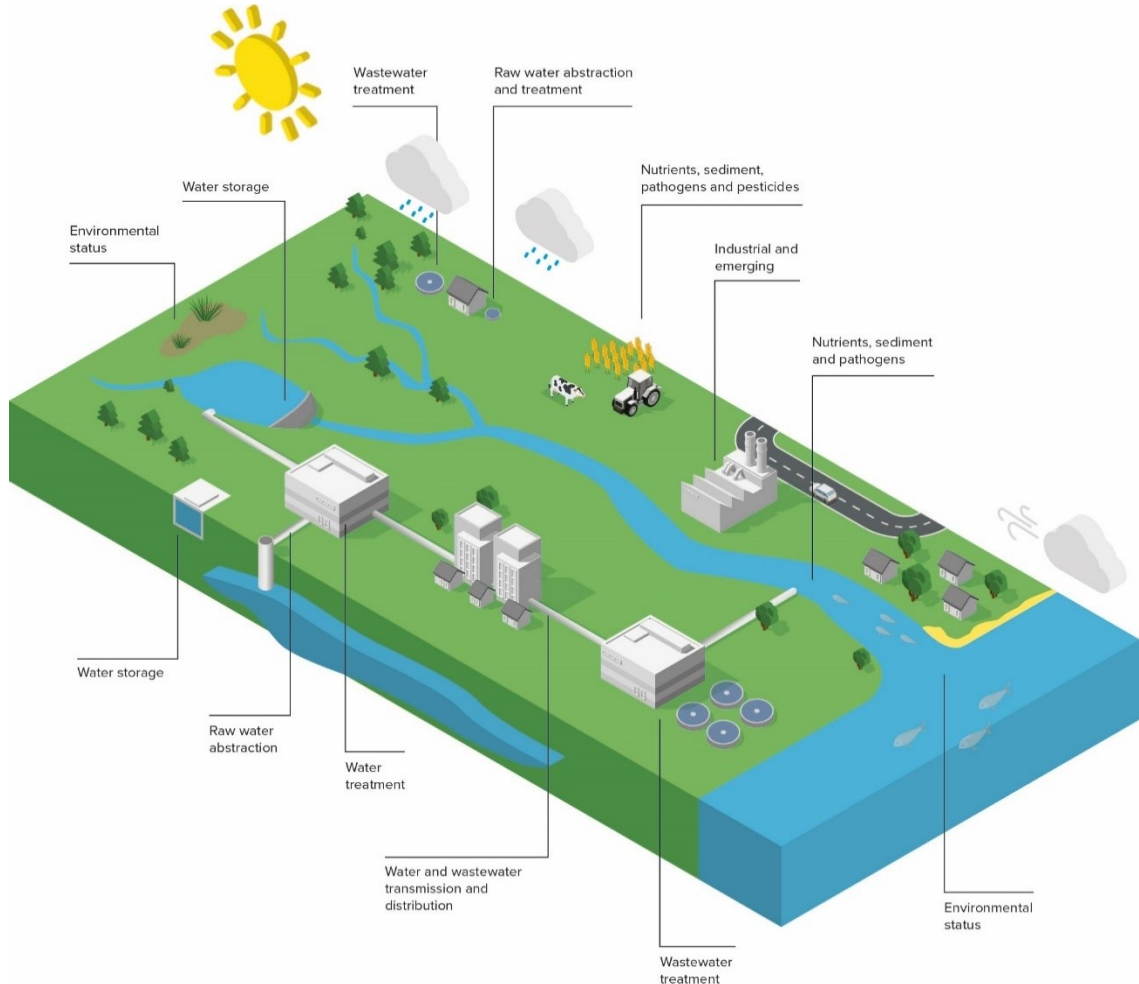 Wastewater
treatment
Raw water abstraction
and treatment
Nutrients, sediment,
pathogens and pesticides
Water storage
Environmental
status
Industrial and
emerging
Nutrients, sediment
and pathogens
Water storage
Raw water
abstraction
Water
treatment
Water and wastewater
transmission and
distribution
Environmental
status
Wastewater
treatment